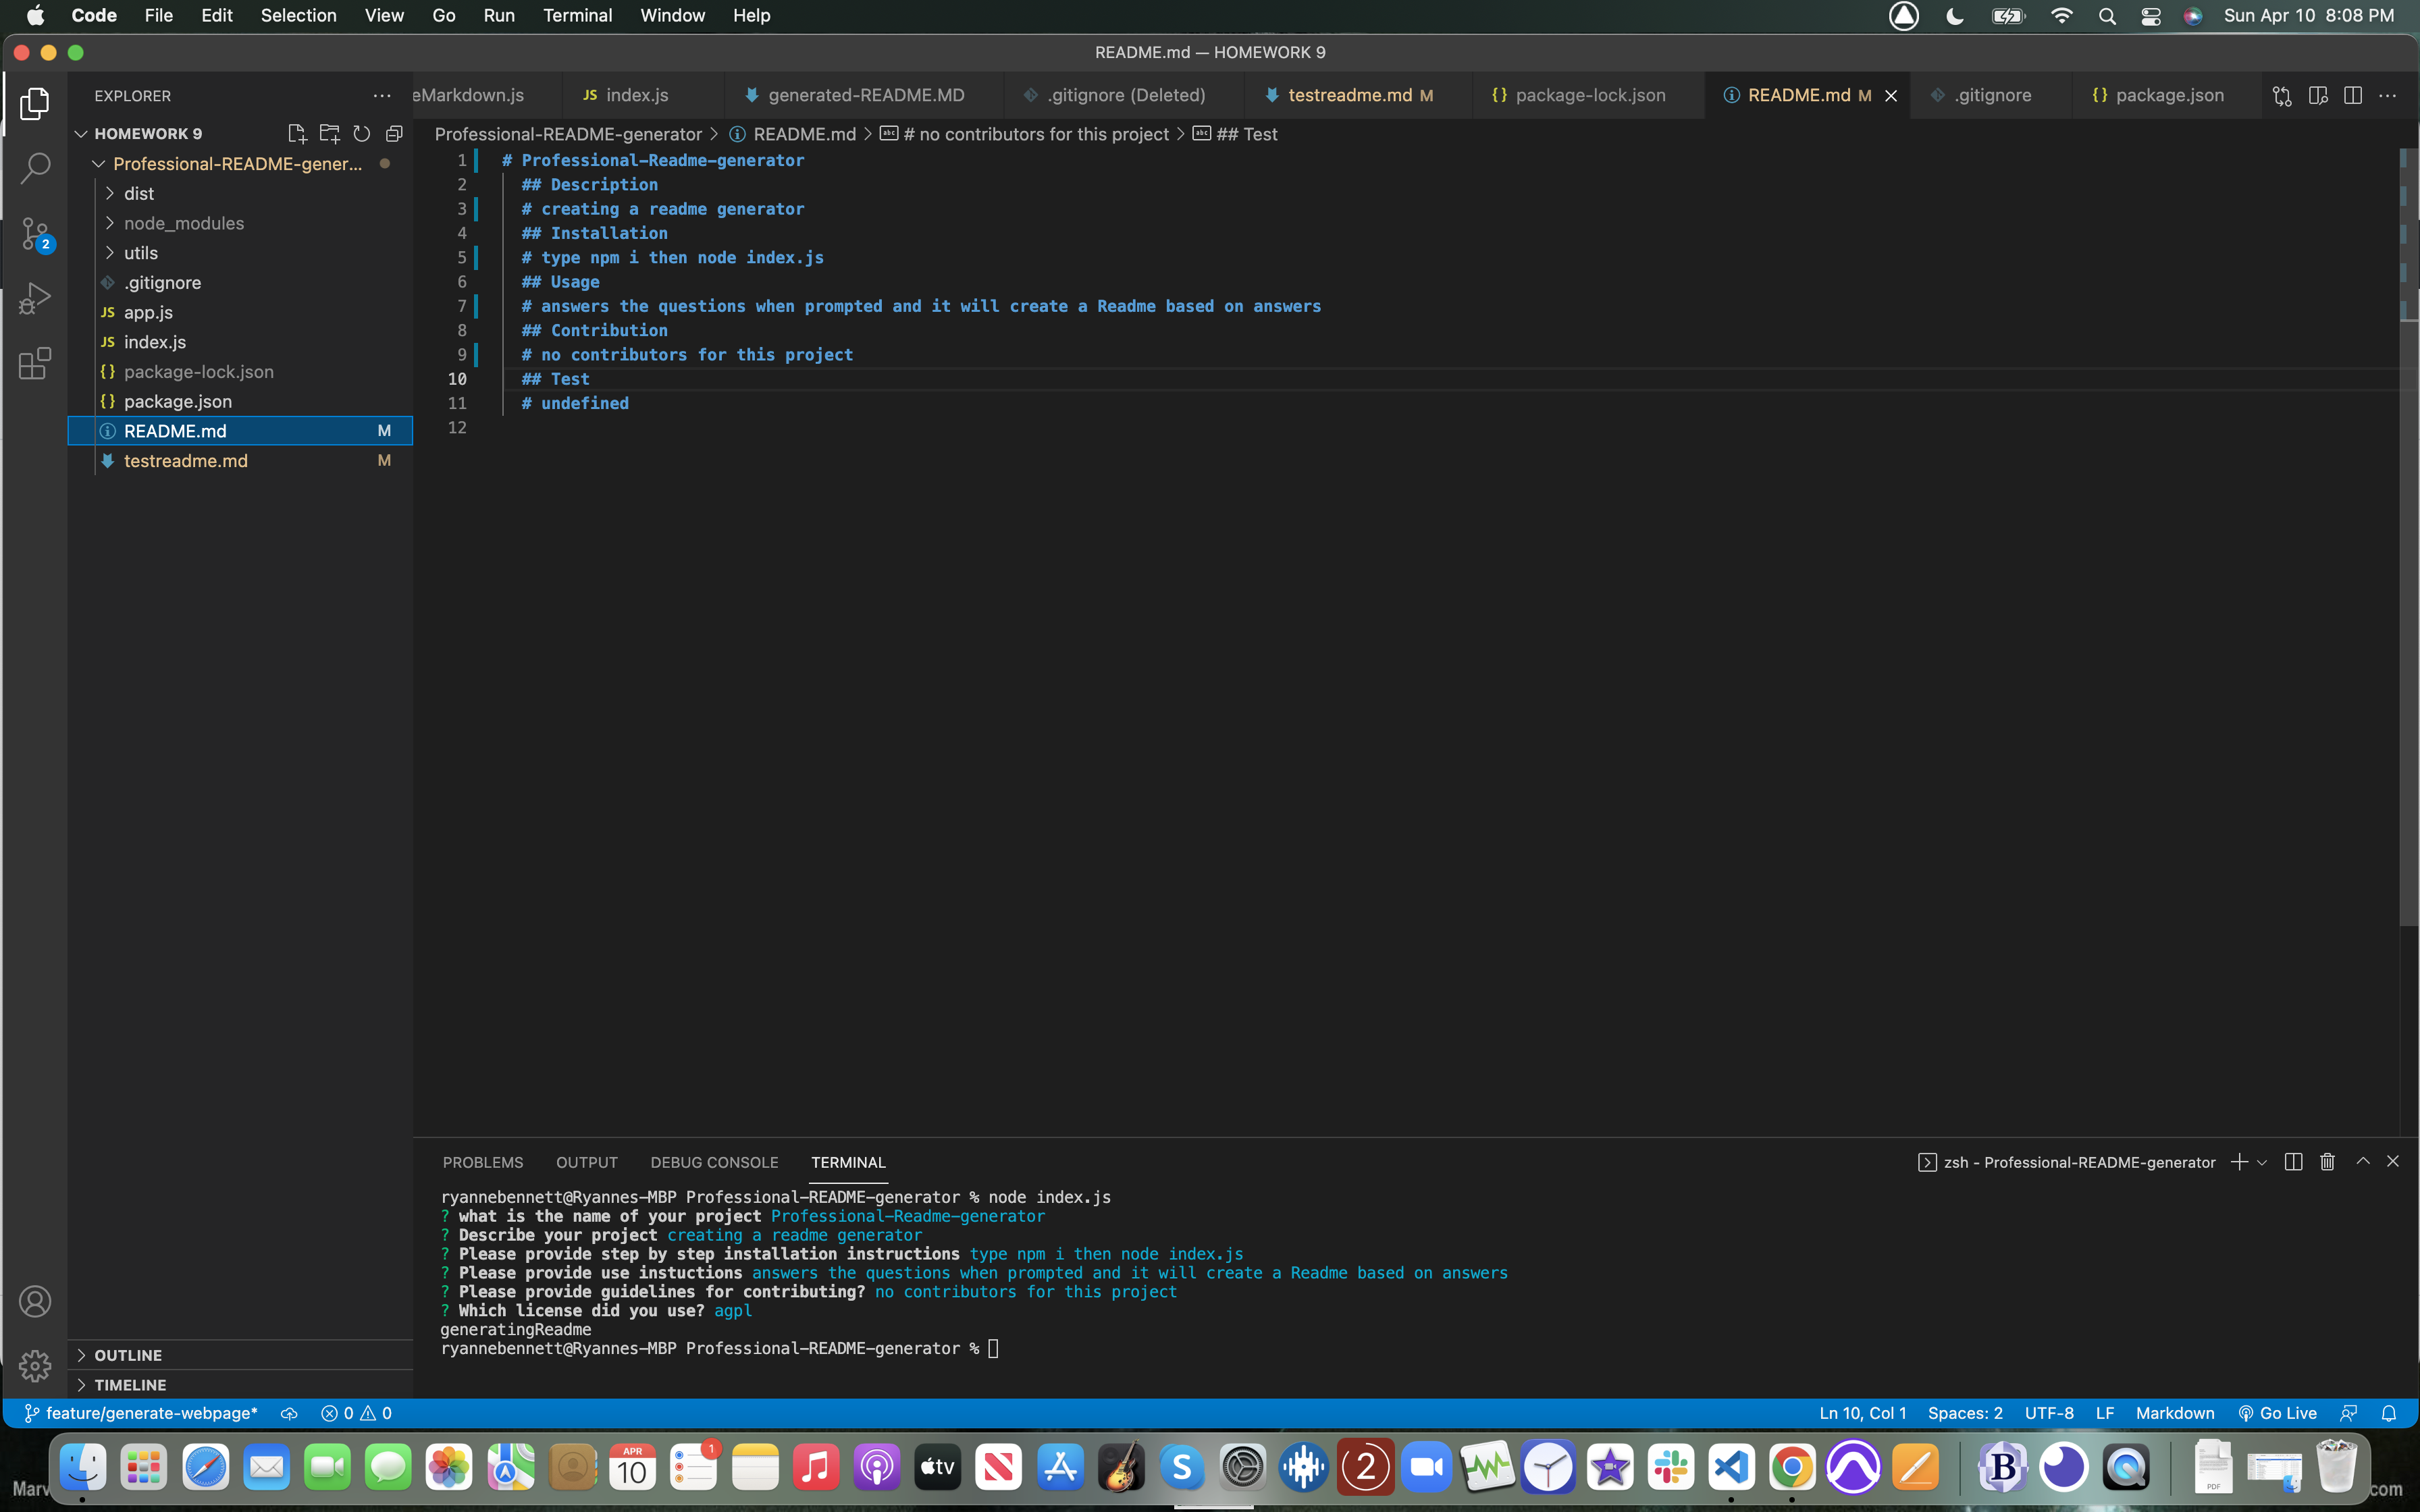 Code File Edit Selection View Go Run Terminal Window Help Sun Apr 10 8:08 PM
README.md — HOMEWORK 9
EXPLORER
eMarkdown.js
JS index.js
generated-README.MD
.gitignore (Deleted)
testreadme.md M
{} package-lock.json
README.md M
.gitignore
{} package.json
HOMEWORK 9
Professional-README-generator > README.md > # no contributors for this project > ## Test
Professional-README-gener...
dist
node_modules
utils
.gitignore
JS app.js
JS index.js
{} package-lock.json
{} package.json
README.md M
testreadme.md M
2
1 # Professional-Readme-generator
2 ## Description
3 # creating a readme generator
4 ## Installation
5 # type npm i then node index.js
6 ## Usage
7 # answers the questions when prompted and it will create a Readme based on answers
8 ## Contribution
9 # no contributors for this project
10 ## Test
11 # undefined
12
PROBLEMS OUTPUT DEBUG CONSOLE TERMINAL
zsh - Professional-README-generator
ryannebennett@Ryannes-MBP Professional-README-generator % node index.js
? what is the name of your project Professional-Readme-generator
? Describe your project creating a readme generator
? Please provide step by step installation instructions type npm i then node index.js
? Please provide use instuctions answers the questions when prompted and it will create a Readme based on answers
? Please provide guidelines for contributing? no contributors for this project
? Which license did you use? agpl
generatingReadme
ryannebennett@Ryannes-MBP Professional-README-generator %
OUTLINE
TIMELINE
feature/generate-webpage* 0 0
Ln 10, Col 1 Spaces: 2 UTF-8 LF Markdown Go Live
APR
10
1
tv
S
2
B
PDF
Marv
.com